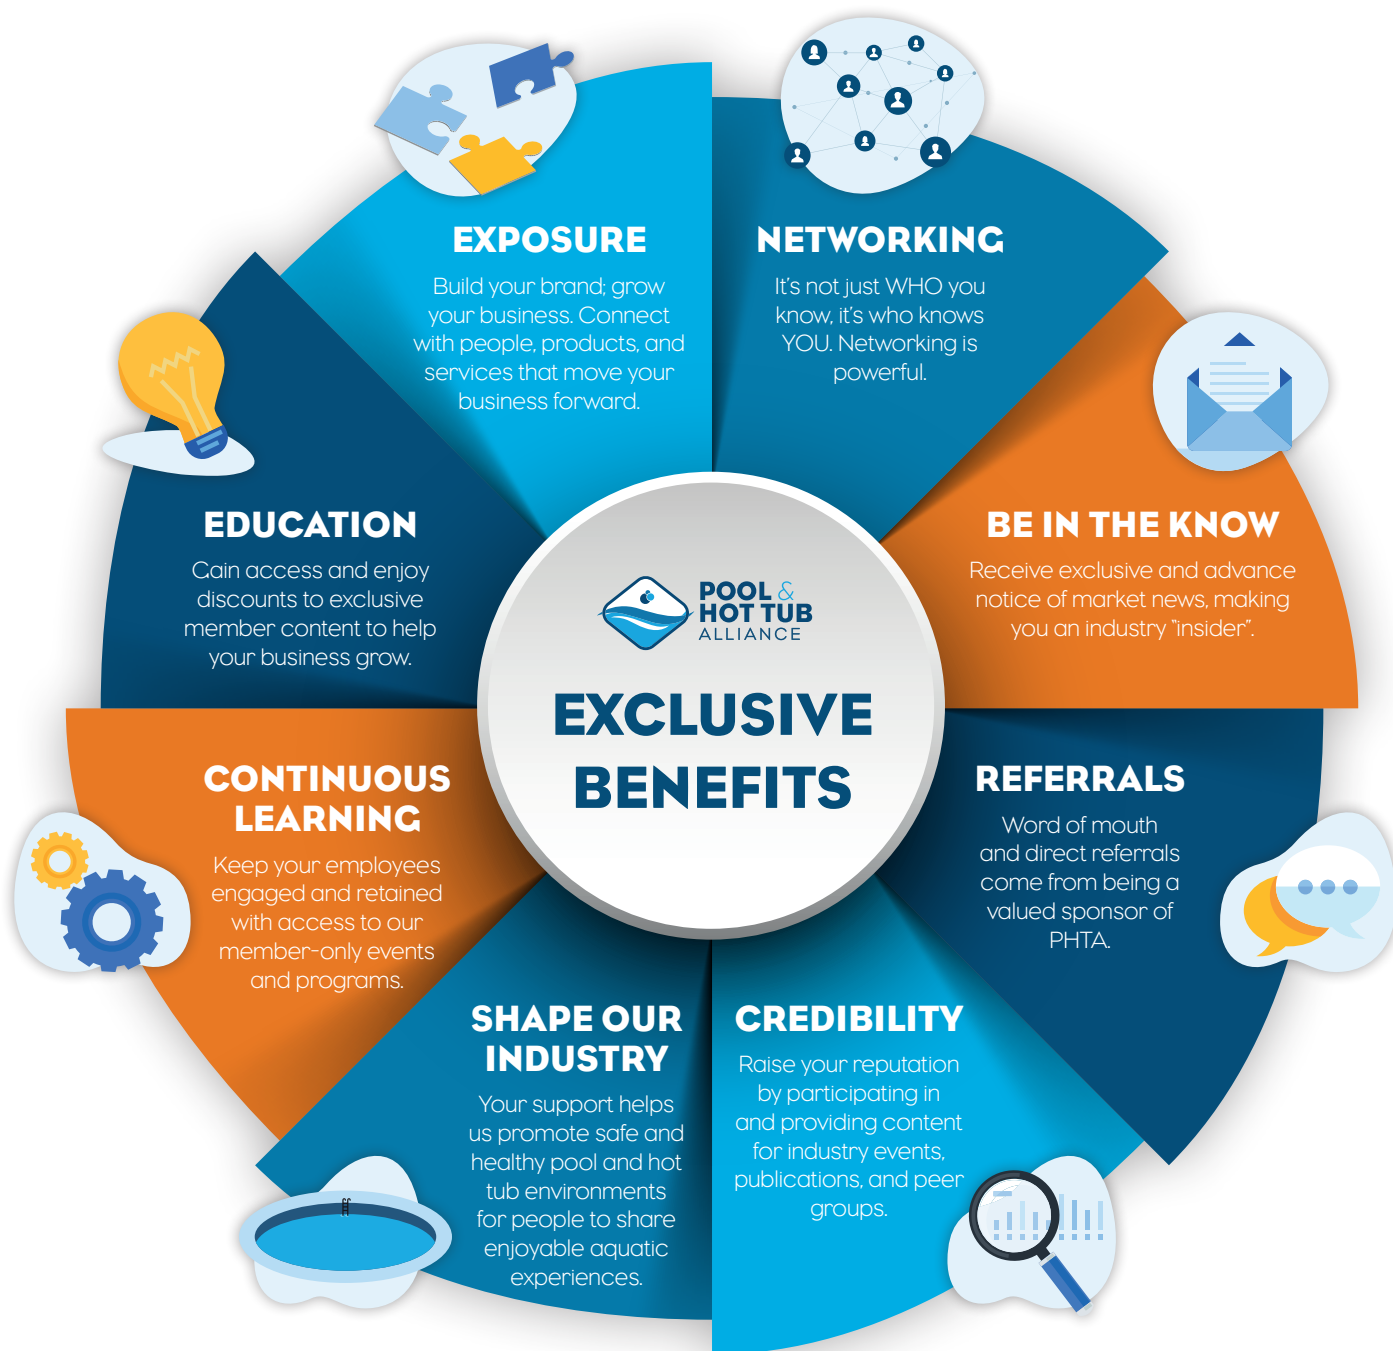 EXPOSURE
Build your brand; grow
your business. Connect
with people, products, and
services that move your
business forward.
NETWORKING
It's not just WHO you
know, it's who knows
YOU. Networking is
powerful.
BE IN THE KNOW
Receive exclusive and advance
notice of market news, making
you an industry "insider".
REFERRALS
Word of mouth
and direct referrals
come from being a
valued sponsor of
PHTA.
CREDIBILITY
Raise your reputation
by participating in
and providing content
for industry events,
publications, and peer
groups.
SHAPE OUR
INDUSTRY
Your support helps
us promote safe and
healthy pool and hot
tub environments
for people to share
enjoyable aquatic
experiences.
CONTINUOUS
LEARNING
Keep your employees
engaged and retained
with access to our
member-only events
and programs.
EDUCATION
Gain access and enjoy
discounts to exclusive
member content to help
your business grow.
POOL &
HOT TUB
ALLIANCE
EXCLUSIVE
BENEFITS